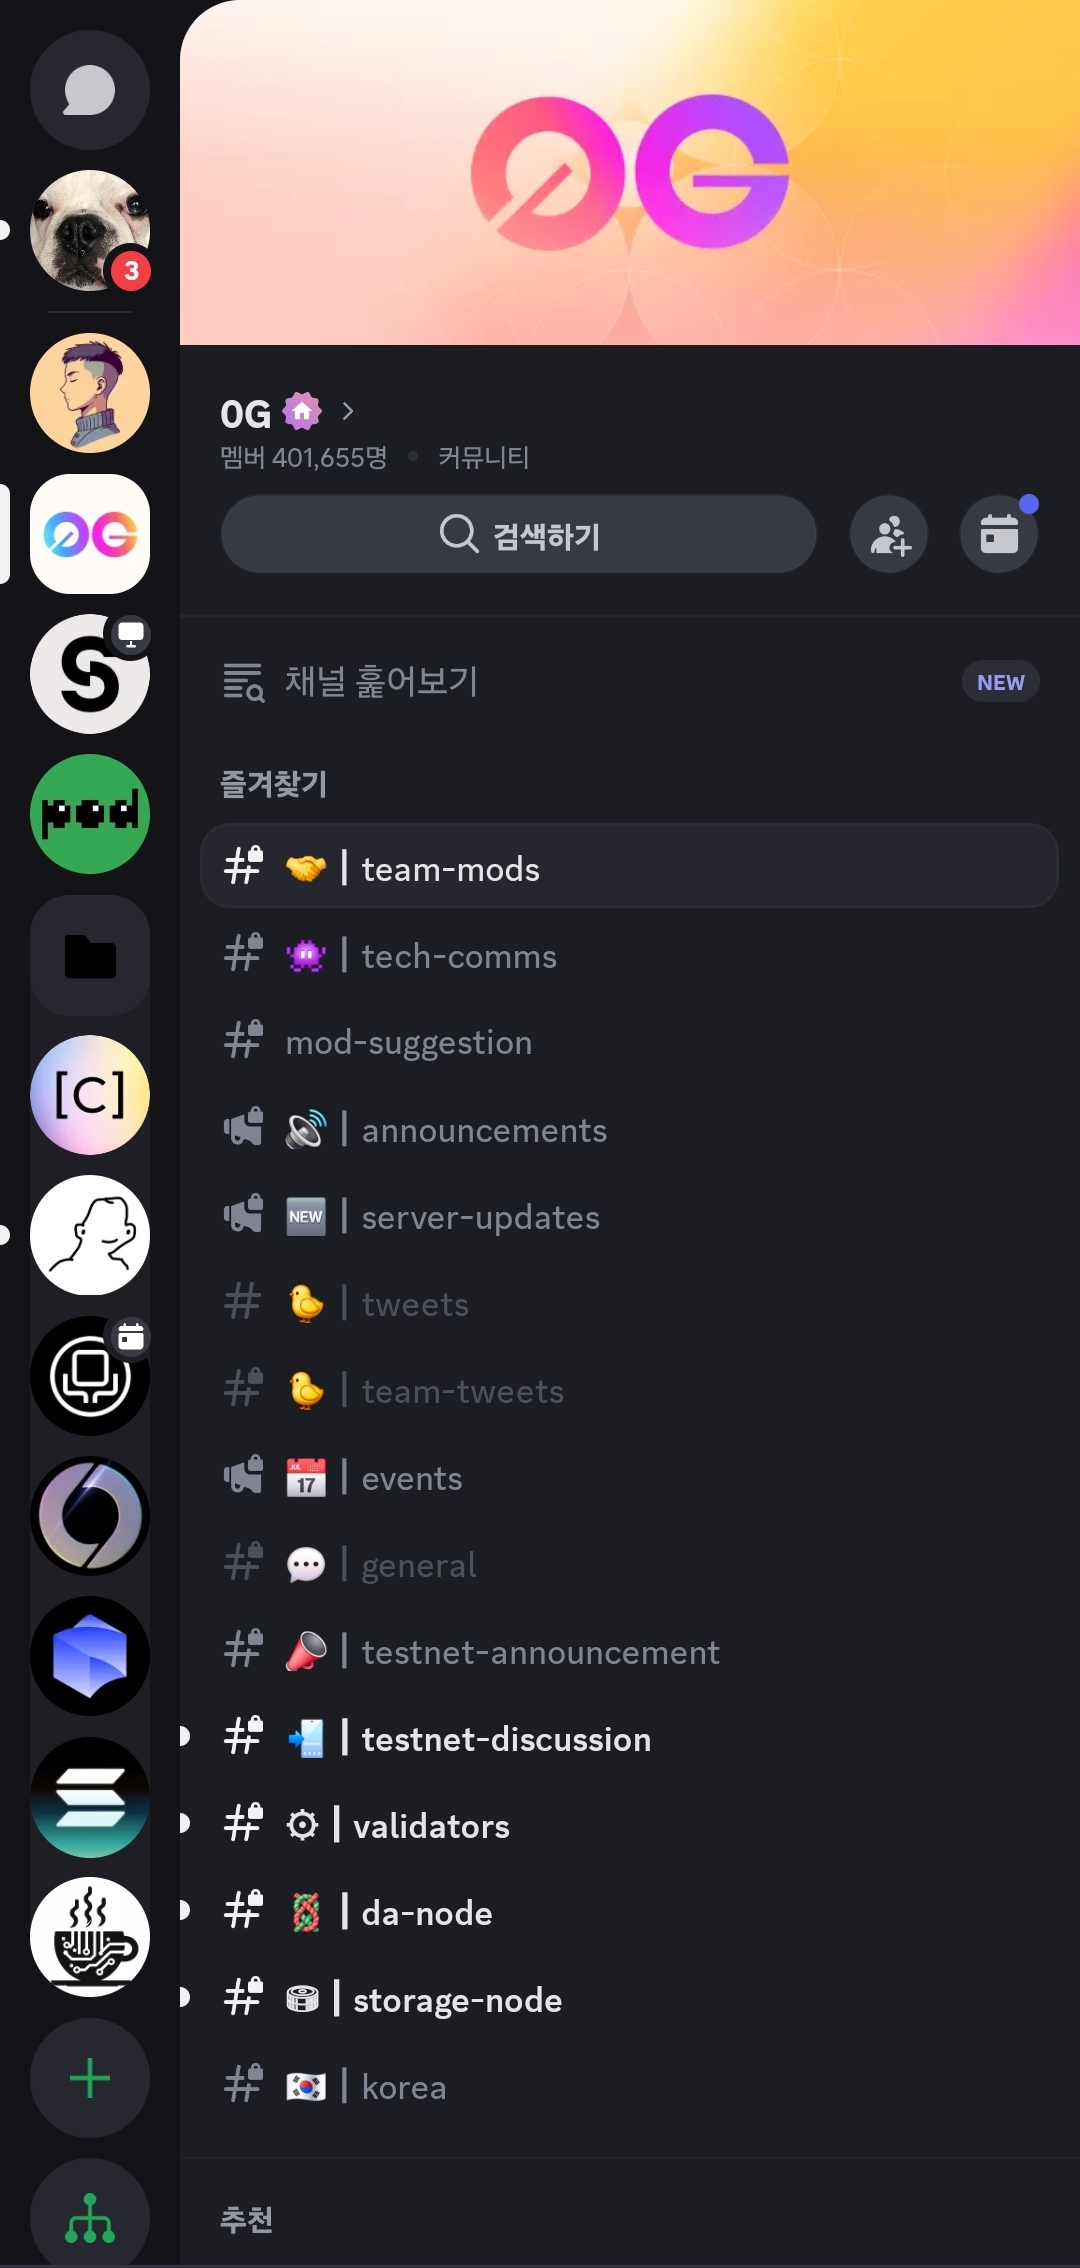 0G
3
0G
멤버 401,655명 • 커뮤니티
0G
검색하기
S
채널 훑어보기
NEW
pod
즐겨찾기
🤝 | team-mods
👾 | tech-comms
mod-suggestion
[C]
🔊 | announcements
🆕 | server-updates
🐤 | tweets
🐤 | team-tweets
📅 | events
💬 | general
📣 | testnet-announcement
📲 | testnet-discussion
⚙ | validators
🧬 | da-node
🖴 | storage-node
🇰🇷 | korea
추천